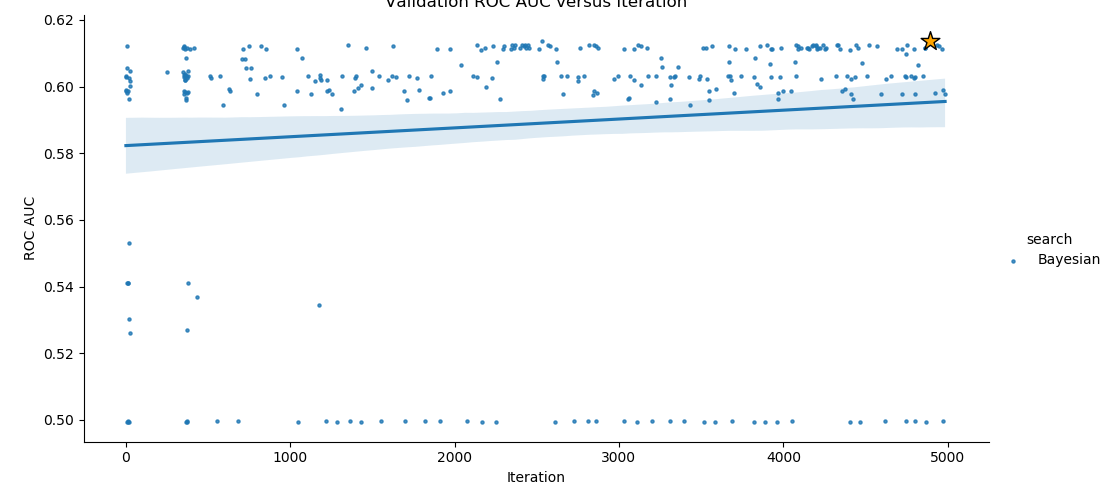 Validation ROC AUC versus Iteration
0.62
0.60
0.58
0.56
0.54
0.52
0.50
ROC AUC
0 1000 2000 3000 4000 5000
Iteration
search
Bayesian